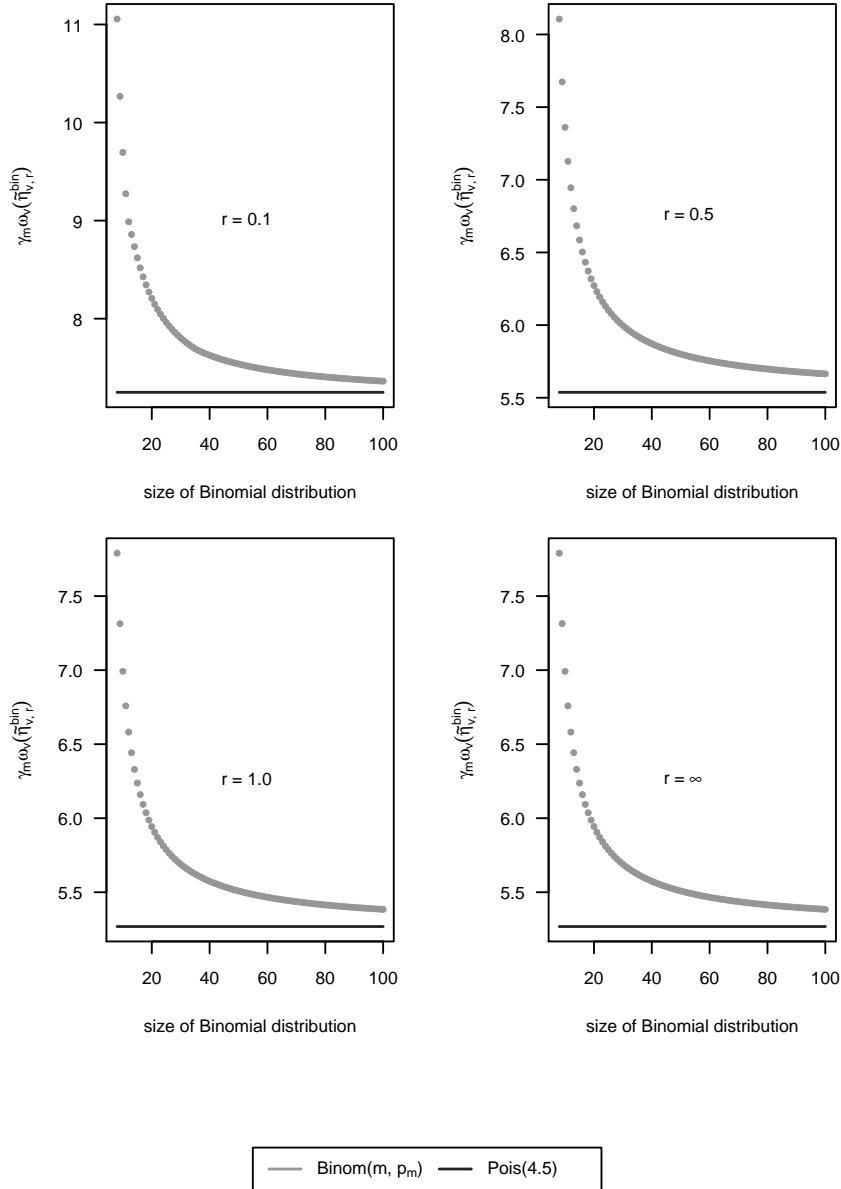 11
10
9
8
20 40 60 80 100
size of Binomial distribution
γₘωᵥ(η̃ᵥ,ᵣᵇⁱⁿ)
r = 0.1
8.0
7.5
7.0
6.5
6.0
5.5
20 40 60 80 100
size of Binomial distribution
γₘωᵥ(η̃ᵥ,ᵣᵇⁱⁿ)
r = 0.5
7.5
7.0
6.5
6.0
5.5
20 40 60 80 100
size of Binomial distribution
γₘωᵥ(η̃ᵥ,ᵣᵇⁱⁿ)
r = 1.0
7.5
7.0
6.5
6.0
5.5
20 40 60 80 100
size of Binomial distribution
γₘωᵥ(η̃ᵥ,ᵣᵇⁱⁿ)
r = ∞
Binom(m, pₘ) Pois(4.5)